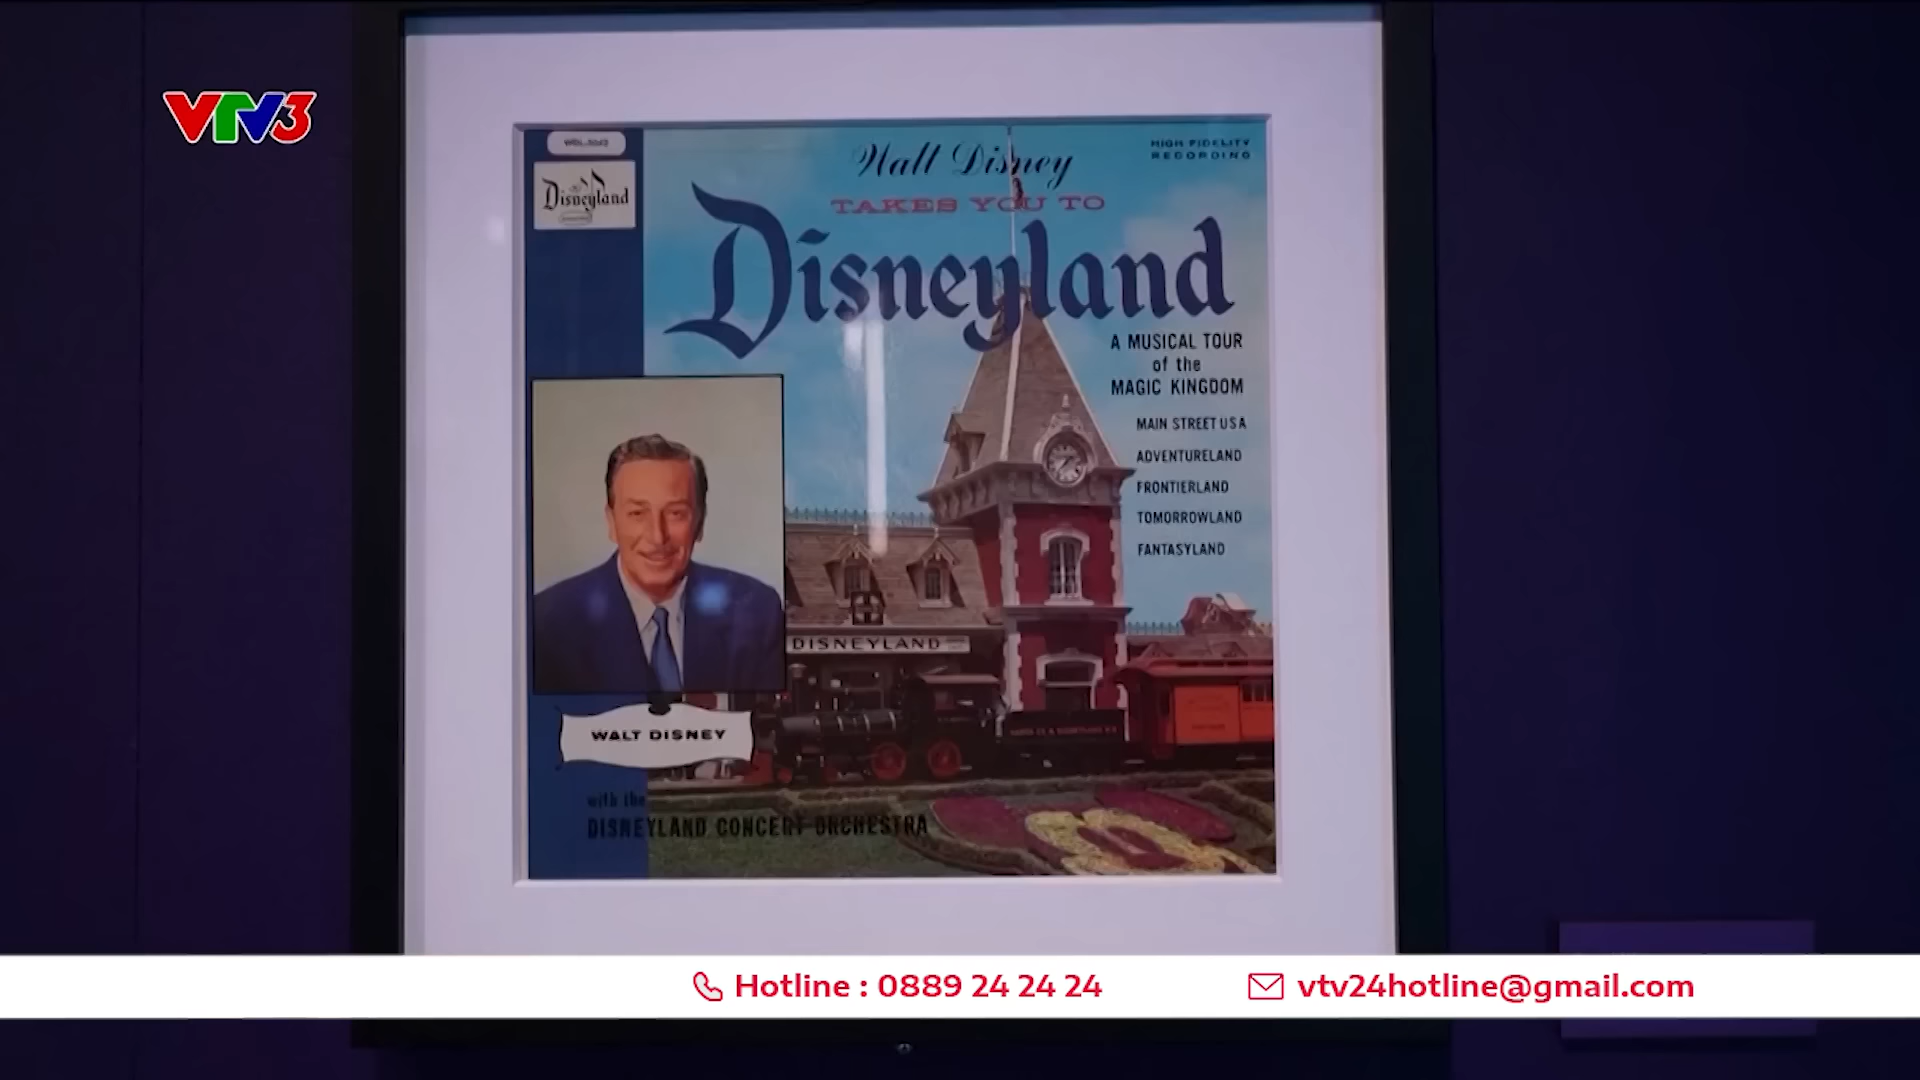 VTV3
WDL-3042
Disneyland
Walt Disney
HIGH FIDELITY
RECORDING
TAKES YOU TO
Disneyland
A MUSICAL TOUR
of the
MAGIC KINGDOM
MAIN STREET USA
ADVENTURELAND
FRONTIERLAND
TOMORROWLAND
FANTASYLAND
DISNEYLAND
WALT DISNEY
with the
DISNEYLAND CONCERT ORCHESTRA
Hotline : 0889 24 24 24
vtv24hotline@gmail.com